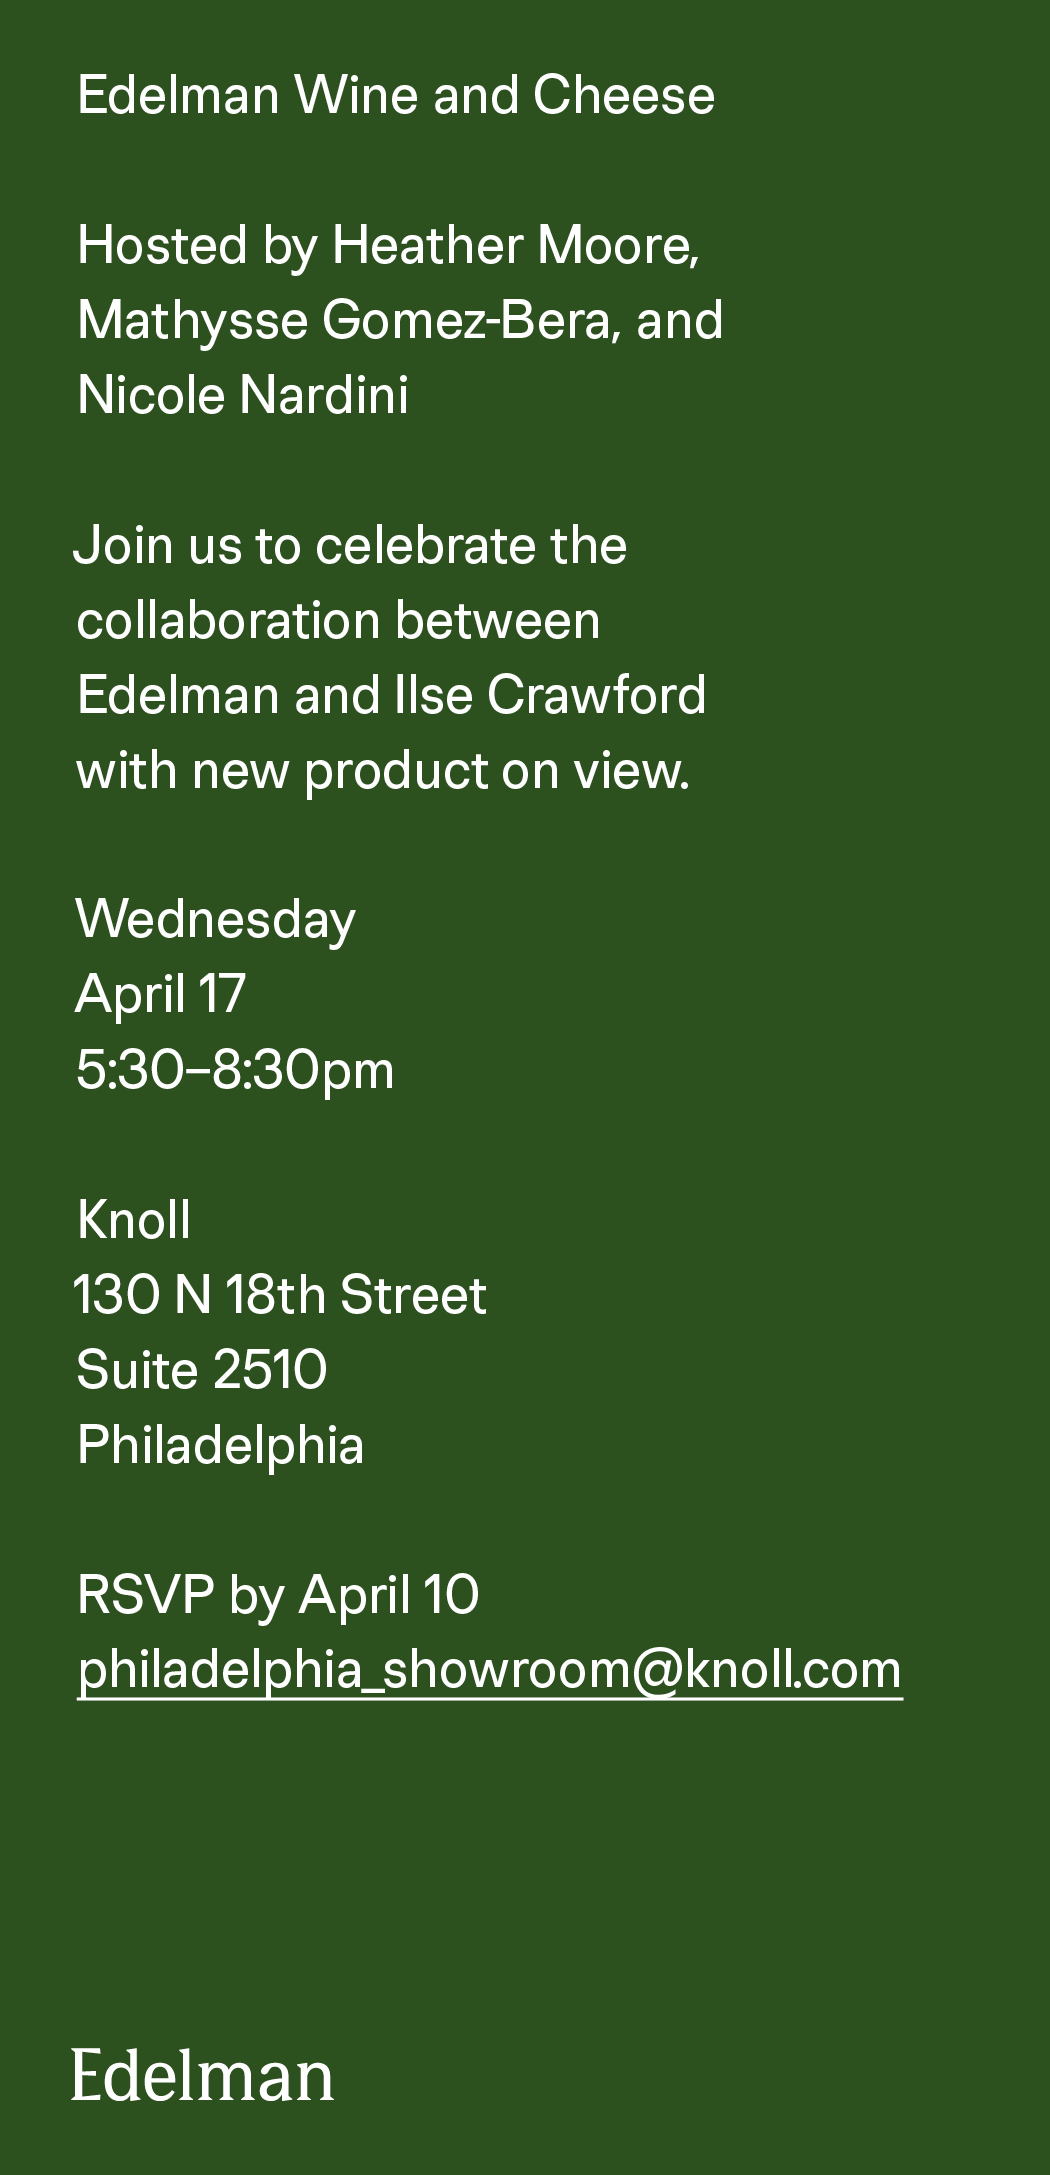 Edelman Wine and Cheese
Hosted by Heather Moore,
Mathysse Gomez-Bera, and
Nicole Nardini
Join us to celebrate the
collaboration between
Edelman and Ilse Crawford
with new product on view.
Wednesday
April 17
5:30–8:30pm
Knoll
130 N 18th Street
Suite 2510
Philadelphia
RSVP by April 10
philadelphia_showroom@knoll.com
Edelman